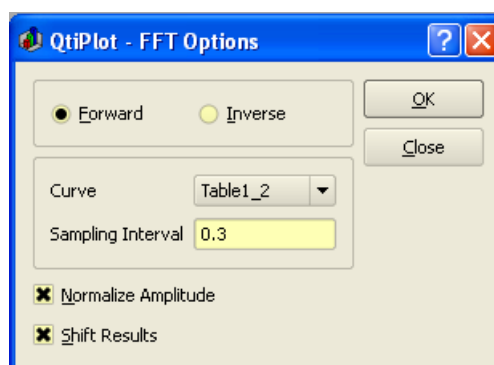 QtiPlot - FFT Options
Forward
Inverse
OK
Close
Curve
Table1_2
Sampling Interval
0.3
Normalize Amplitude
Shift Results